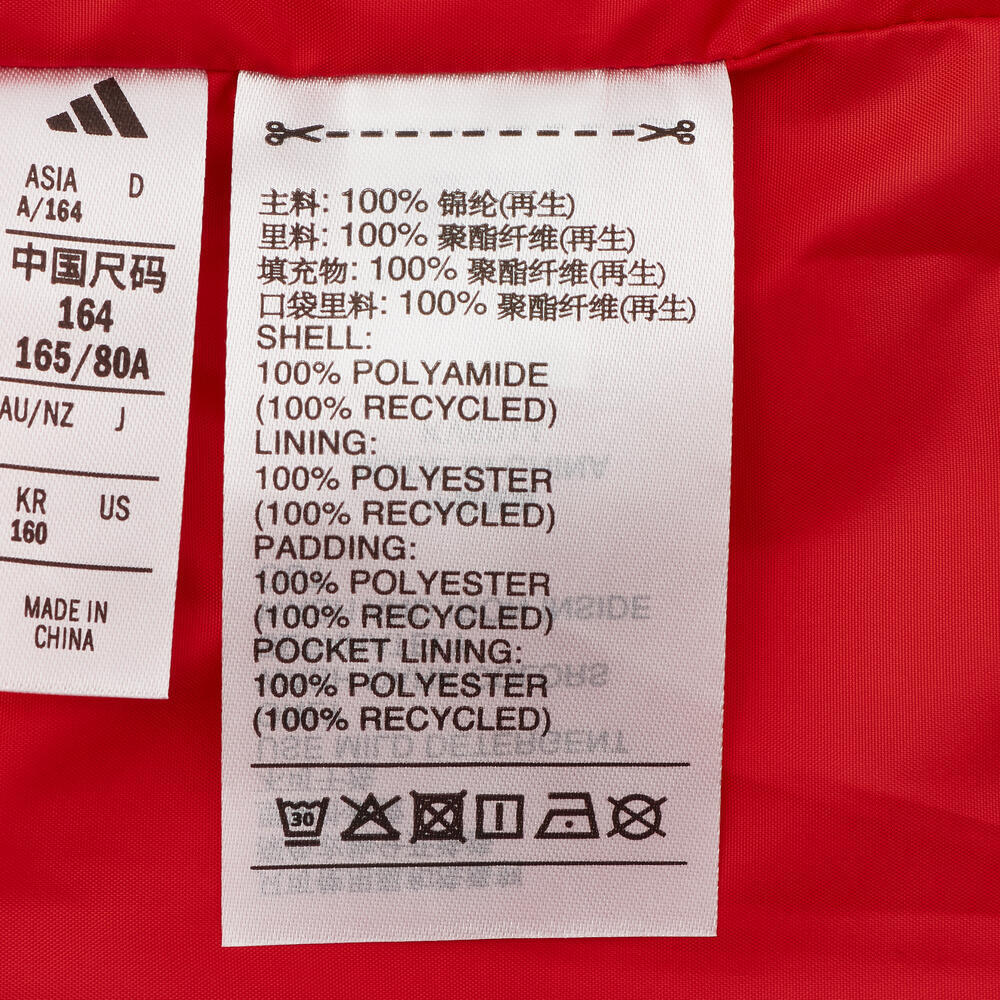 ASIA D
A/164
中国尺码
164
165/80A
AU/NZ J
KR US
160
MADE IN
CHINA
主料: 100% 锦纶(再生)
里料: 100% 聚酯纤维(再生)
填充物: 100% 聚酯纤维(再生)
口袋里料: 100% 聚酯纤维(再生)
SHELL:
100% POLYAMIDE
(100% RECYCLED)
LINING:
100% POLYESTER
(100% RECYCLED)
PADDING:
100% POLYESTER
(100% RECYCLED)
POCKET LINING:
100% POLYESTER
(100% RECYCLED)
USE MILD DETERGENT
30